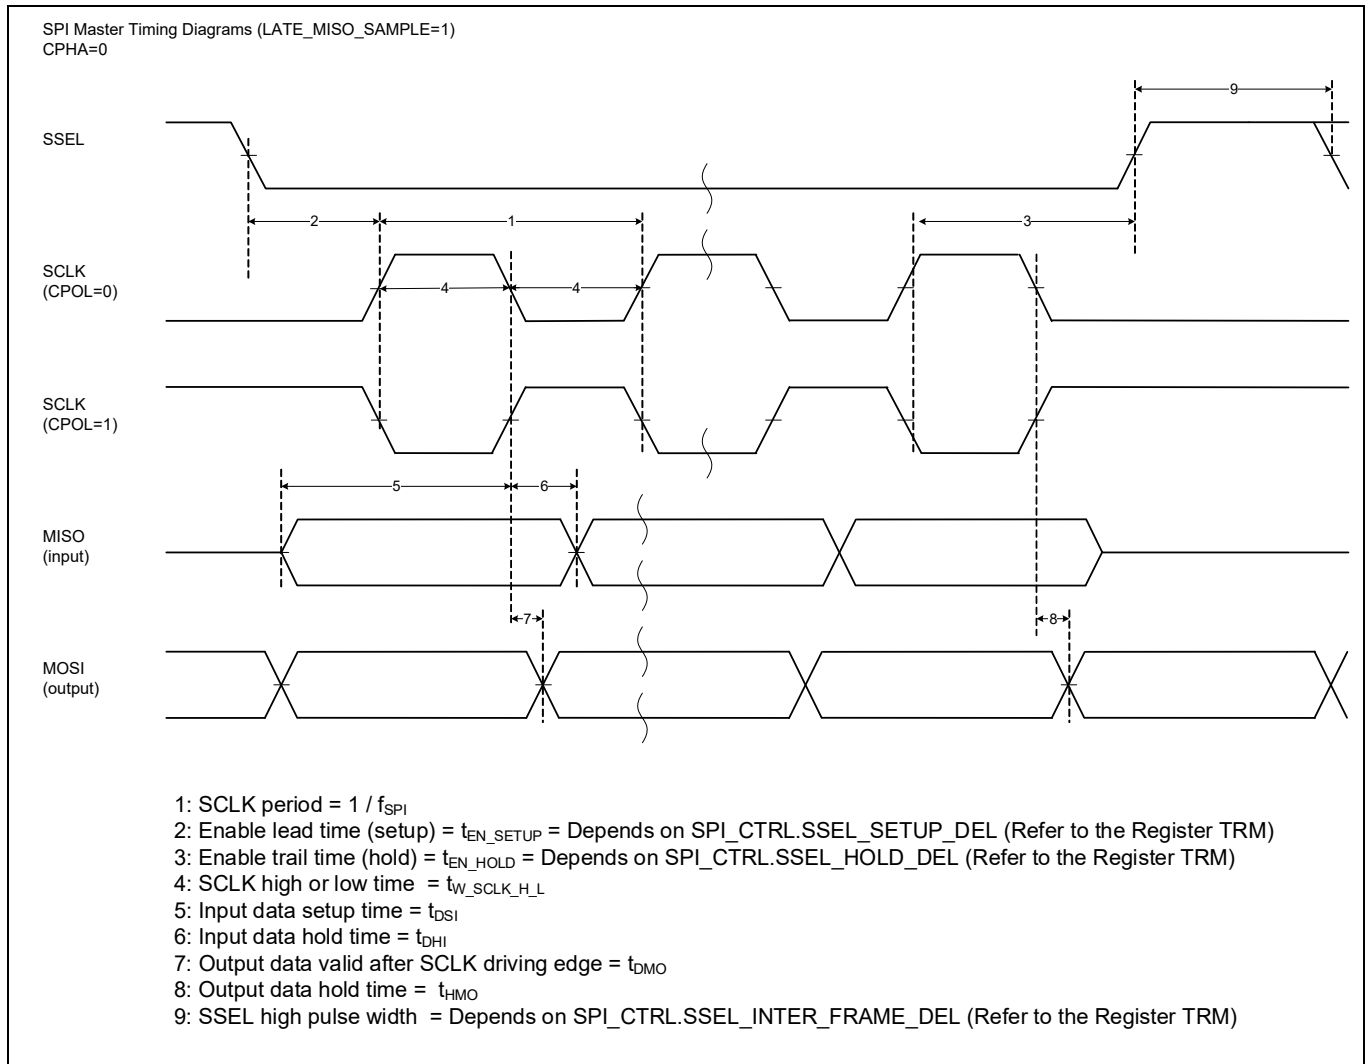 SPI Master Timing Diagrams (LATE_MISO_SAMPLE=1)
CPHA=0
9
SSEL
2
1
3
SCLK
(CPOL=0)
4
4
SCLK
(CPOL=1)
5
6
MISO
(input)
7
8
MOSI
(output)
1: SCLK period = 1 / fSPI
2: Enable lead time (setup) = tEN_SETUP = Depends on SPI_CTRL.SSEL_SETUP_DEL (Refer to the Register TRM)
3: Enable trail time (hold) = tEN_HOLD = Depends on SPI_CTRL.SSEL_HOLD_DEL (Refer to the Register TRM)
4: SCLK high or low time = tW_SCLK_H_L
5: Input data setup time = tDSI
6: Input data hold time = tDHI
7: Output data valid after SCLK driving edge = tDMO
8: Output data hold time = tHMO
9: SSEL high pulse width = Depends on SPI_CTRL.SSEL_INTER_FRAME_DEL (Refer to the Register TRM)